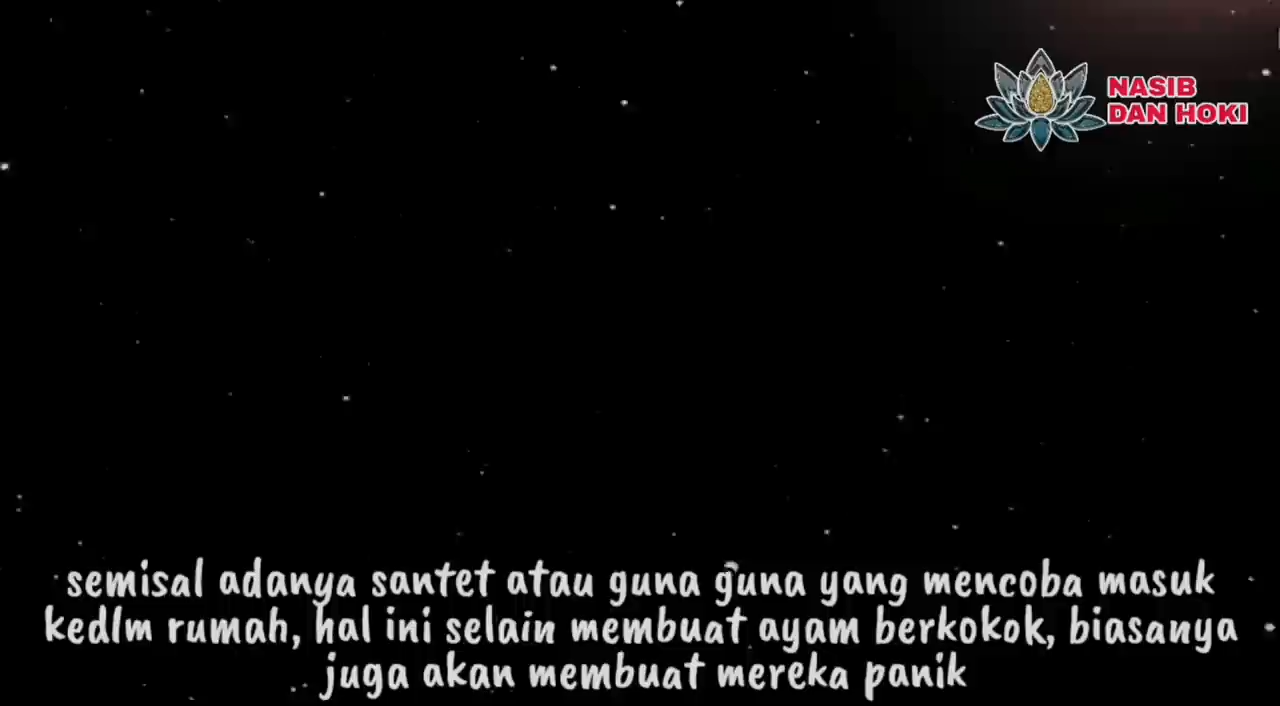 NASIB
DAN HOKI
semisal adanya santet atau guna guna yang mencoba masuk
kedlm rumah, hal ini selain membuat ayam berkokok, biasanya
juga akan membuat mereka panik